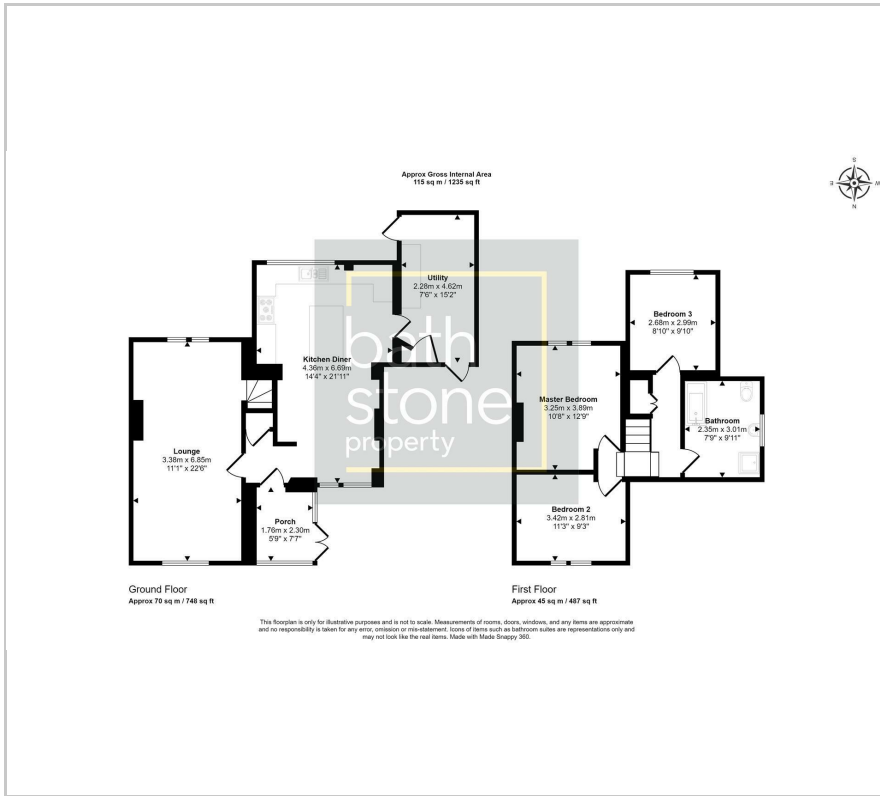 Approx Gross Internal Area
115 sq m / 1235 sq ft
S
E
W
N
Utility
2.28m x 4.62m
7'6" x 15'2"
Kitchen Diner
4.36m x 6.69m
14'4" x 21'11"
Lounge
3.38m x 6.85m
11'1" x 22'6"
Porch
1.76m x 2.30m
5'9" x 7'7"
bath
stone
property
Bedroom 3
2.68m x 2.99m
8'10" x 9'10"
Master Bedroom
3.25m x 3.89m
10'8" x 12'9"
Bathroom
2.35m x 3.01m
7'9" x 9'11"
Bedroom 2
3.42m x 2.81m
11'3" x 9'3"
Ground Floor
Approx 70 sq m / 748 sq ft
First Floor
Approx 45 sq m / 487 sq ft
This floorplan is only for illustrative purposes and is not to scale. Measurements of rooms, doors, windows, and any items are approximate
and no responsibility is taken for any error, omission or mis-statement. Icons of items such as bathroom suites are representations only and
may not look like the real items. Made with Made Snappy 360.